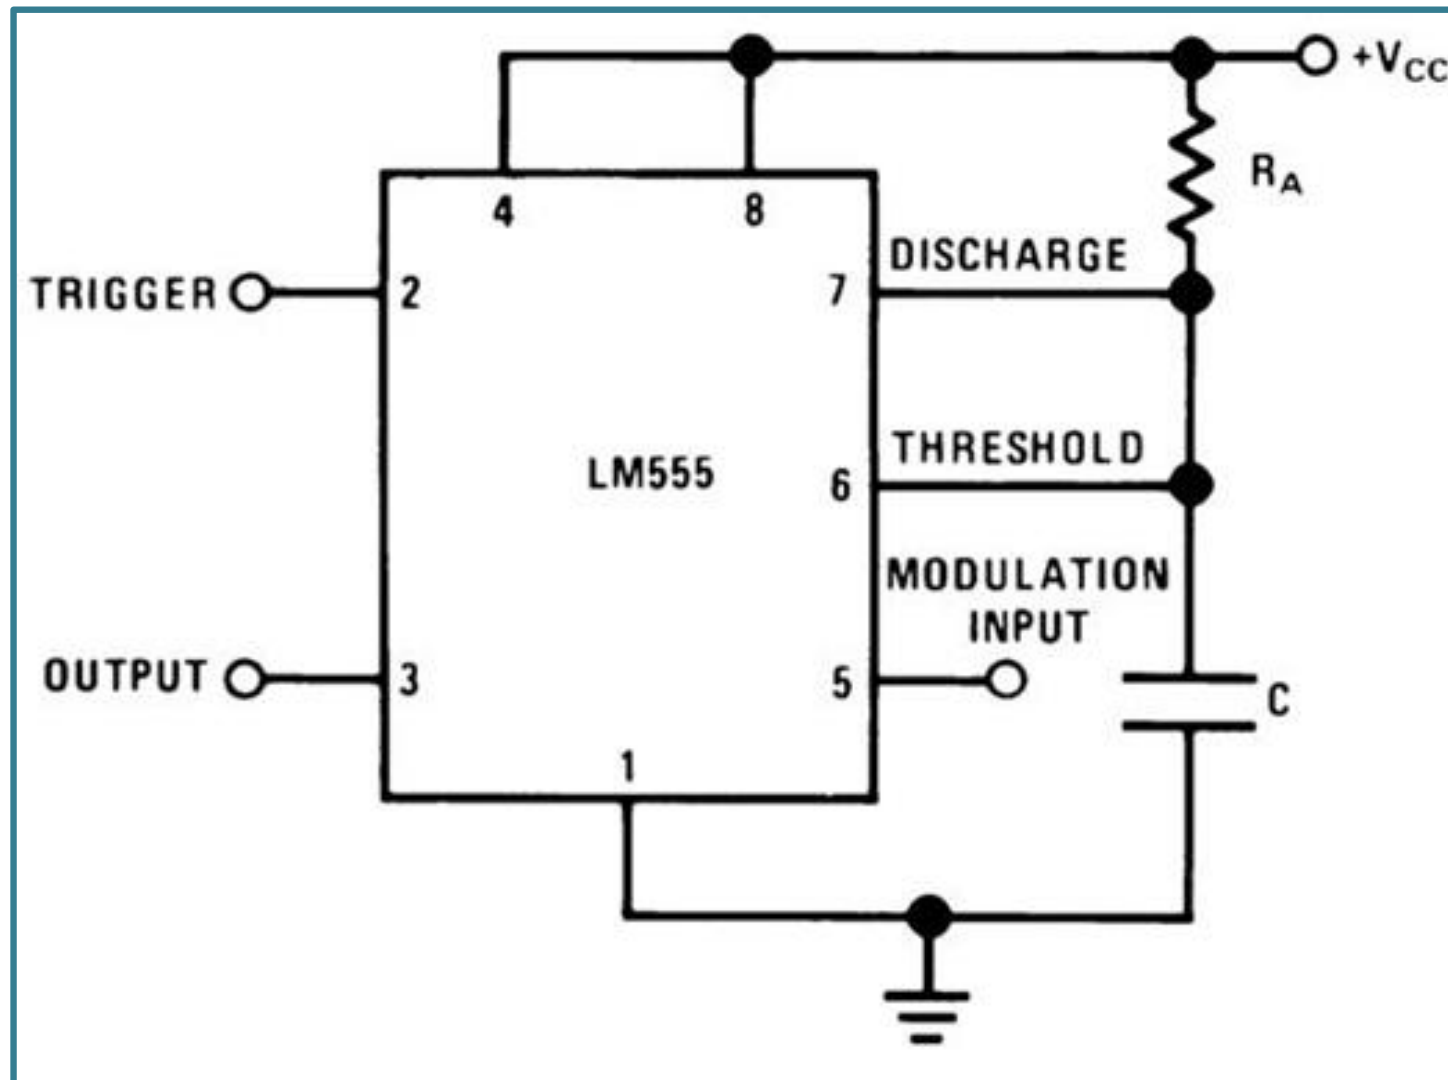 +VCC
RA
4
8
DISCHARGE
TRIGGER
2
7
THRESHOLD
LM555
6
MODULATION
INPUT
OUTPUT
3
5
C
1